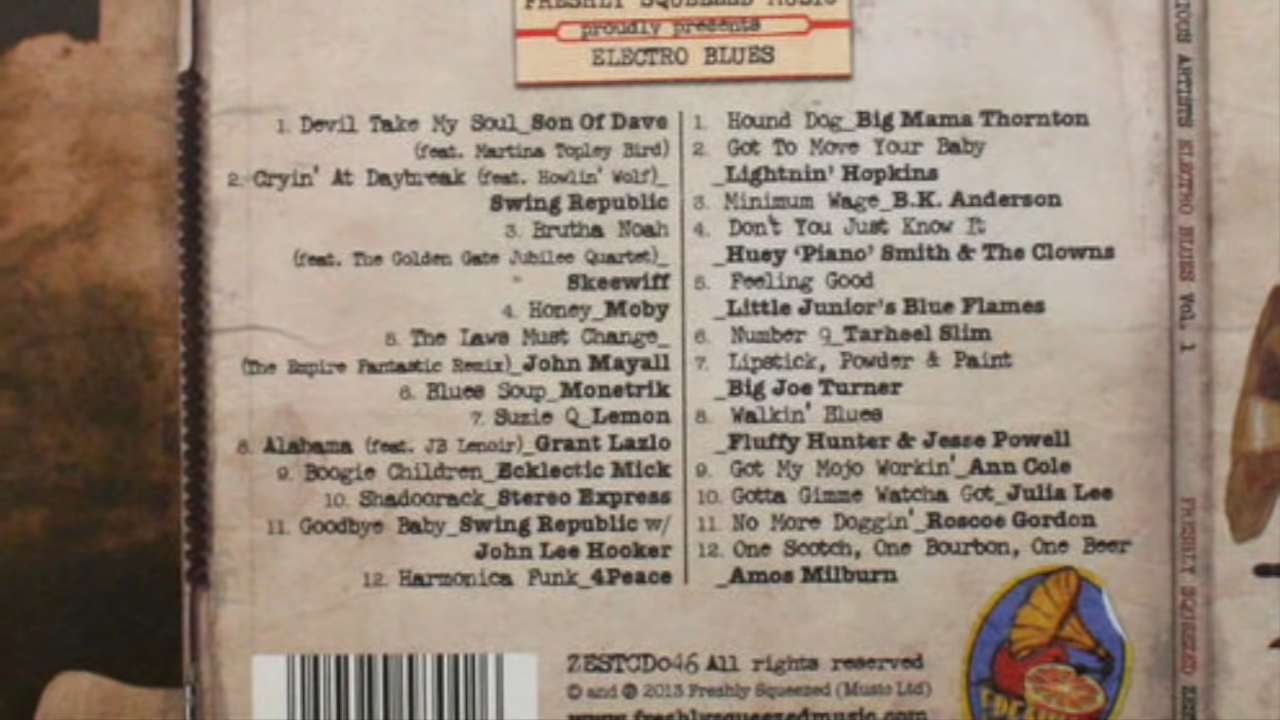 FRESHLY SQUEEZED MUSIC
proudly presents
ELECTRO BLUES
1. Devil Take My Soul_Son Of Dave
(feat. Martina Topley Bird)
2. Cryin' At Daybreak (feat. Howlin' Wolf)_
Swing Republic
3. Brutha Noah
(feat. The Golden Gate Jubilee Quartet)_
Skeewiff
4. Honey_Moby
5. The Laws Must Change_
(The Empire Fantastic Remix)_John Mayall
6. Blues Soup_Monetrik
7. Suzie Q_Lemon
8. Alabama (feat. JB Lenoir)_Grant Lazlo
9. Boogie Children_Ecklectic Mick
10. Shadoorack_Stereo Express
11. Goodbye Baby_Swing Republic w/
John Lee Hooker
12. Harmonica Funk_4Peace
1. Hound Dog_Big Mama Thornton
2. Got To Move Your Baby
_Lightnin' Hopkins
3. Minimum Wage_B.K. Anderson
4. Don't You Just Know It
_Huey 'Piano' Smith & The Clowns
5. Feeling Good
_Little Junior's Blue Flames
6. Number 9_Tarheel Slim
7. Lipstick, Powder & Paint
_Big Joe Turner
8. Walkin' Blues
_Fluffy Hunter & Jesse Powell
9. Got My Mojo Workin'_Ann Cole
10. Gotta Gimme Watcha Got_Julia Lee
11. No More Doggin'_Roscoe Gordon
12. One Scotch, One Bourbon, One Beer
_Amos Milburn
ZESTCD046 All rights reserved
© and ℗ 2013 Freshly Squeezed (Music Ltd)
www.freshlysqueezedmusic.com
ARTISTS ELECTRO BLUES Vol. 1
FRESHLY SQUEEZED